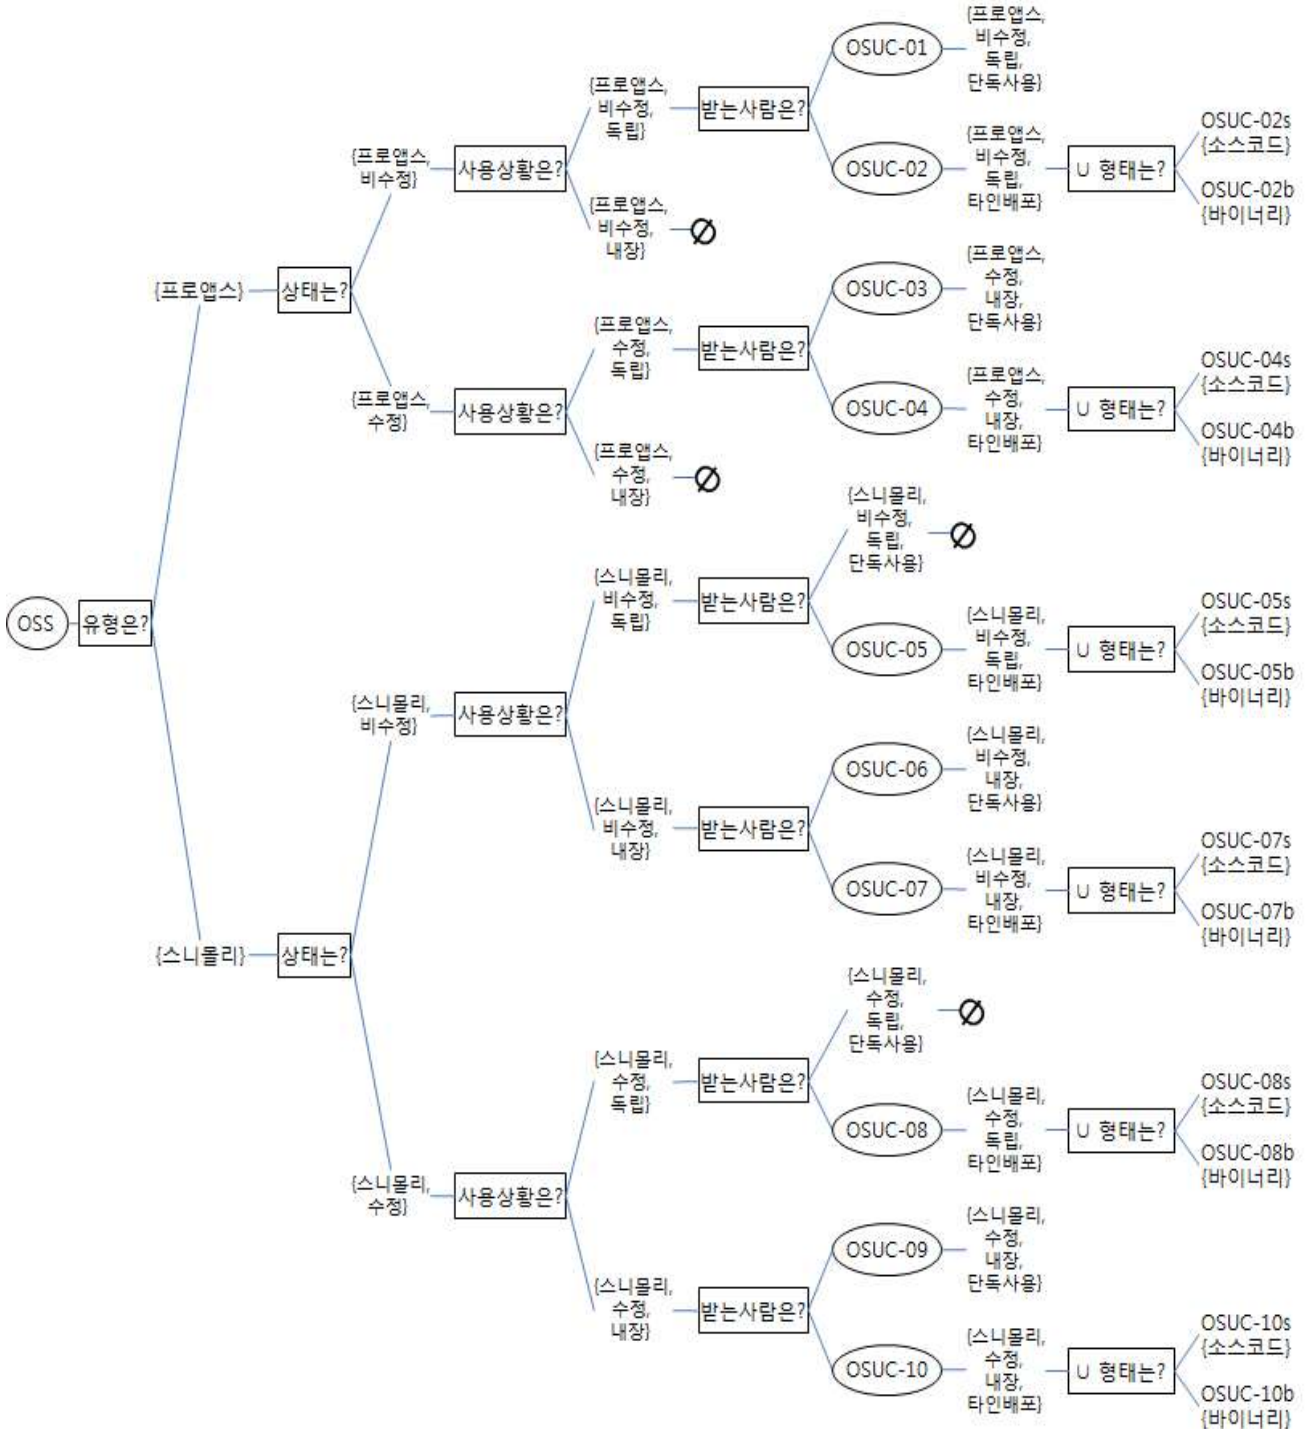 OSS
유형은?
{프로앱스}
상태는?
{프로앱스,
비수정}
사용상황은?
{프로앱스,
비수정,
독립}
받는사람은?
OSUC-01
{프로앱스,
비수정,
독립,
단독사용}
OSUC-02
{프로앱스,
비수정,
독립,
타인배포}
∪ 형태는?
OSUC-02s
{소스코드}
OSUC-02b
{바이너리}
{프로앱스,
비수정,
내장}
∅
{프로앱스,
수정}
사용상황은?
{프로앱스,
수정,
독립}
받는사람은?
OSUC-03
{프로앱스,
수정,
내장,
단독사용}
OSUC-04
{프로앱스,
수정,
내장,
타인배포}
∪ 형태는?
OSUC-04s
{소스코드}
OSUC-04b
{바이너리}
{프로앱스,
수정,
내장}
∅
{스니몰리}
상태는?
{스니몰리,
비수정}
사용상황은?
{스니몰리,
비수정,
독립}
받는사람은?
{스니몰리,
비수정,
독립,
단독사용}
∅
OSUC-05
{스니몰리,
비수정,
독립,
타인배포}
∪ 형태는?
OSUC-05s
{소스코드}
OSUC-05b
{바이너리}
{스니몰리,
비수정,
내장}
받는사람은?
OSUC-06
{스니몰리,
비수정,
내장,
단독사용}
OSUC-07
{스니몰리,
비수정,
내장,
타인배포}
∪ 형태는?
OSUC-07s
{소스코드}
OSUC-07b
{바이너리}
{스니몰리,
수정}
사용상황은?
{스니몰리,
수정,
독립}
받는사람은?
{스니몰리,
수정,
독립,
단독사용}
∅
OSUC-08
{스니몰리,
수정,
독립,
타인배포}
∪ 형태는?
OSUC-08s
{소스코드}
OSUC-08b
{바이너리}
{스니몰리,
수정,
내장}
받는사람은?
OSUC-09
{스니몰리,
수정,
내장,
단독사용}
OSUC-10
{스니몰리,
수정,
내장,
타인배포}
∪ 형태는?
OSUC-10s
{소스코드}
OSUC-10b
{바이너리}